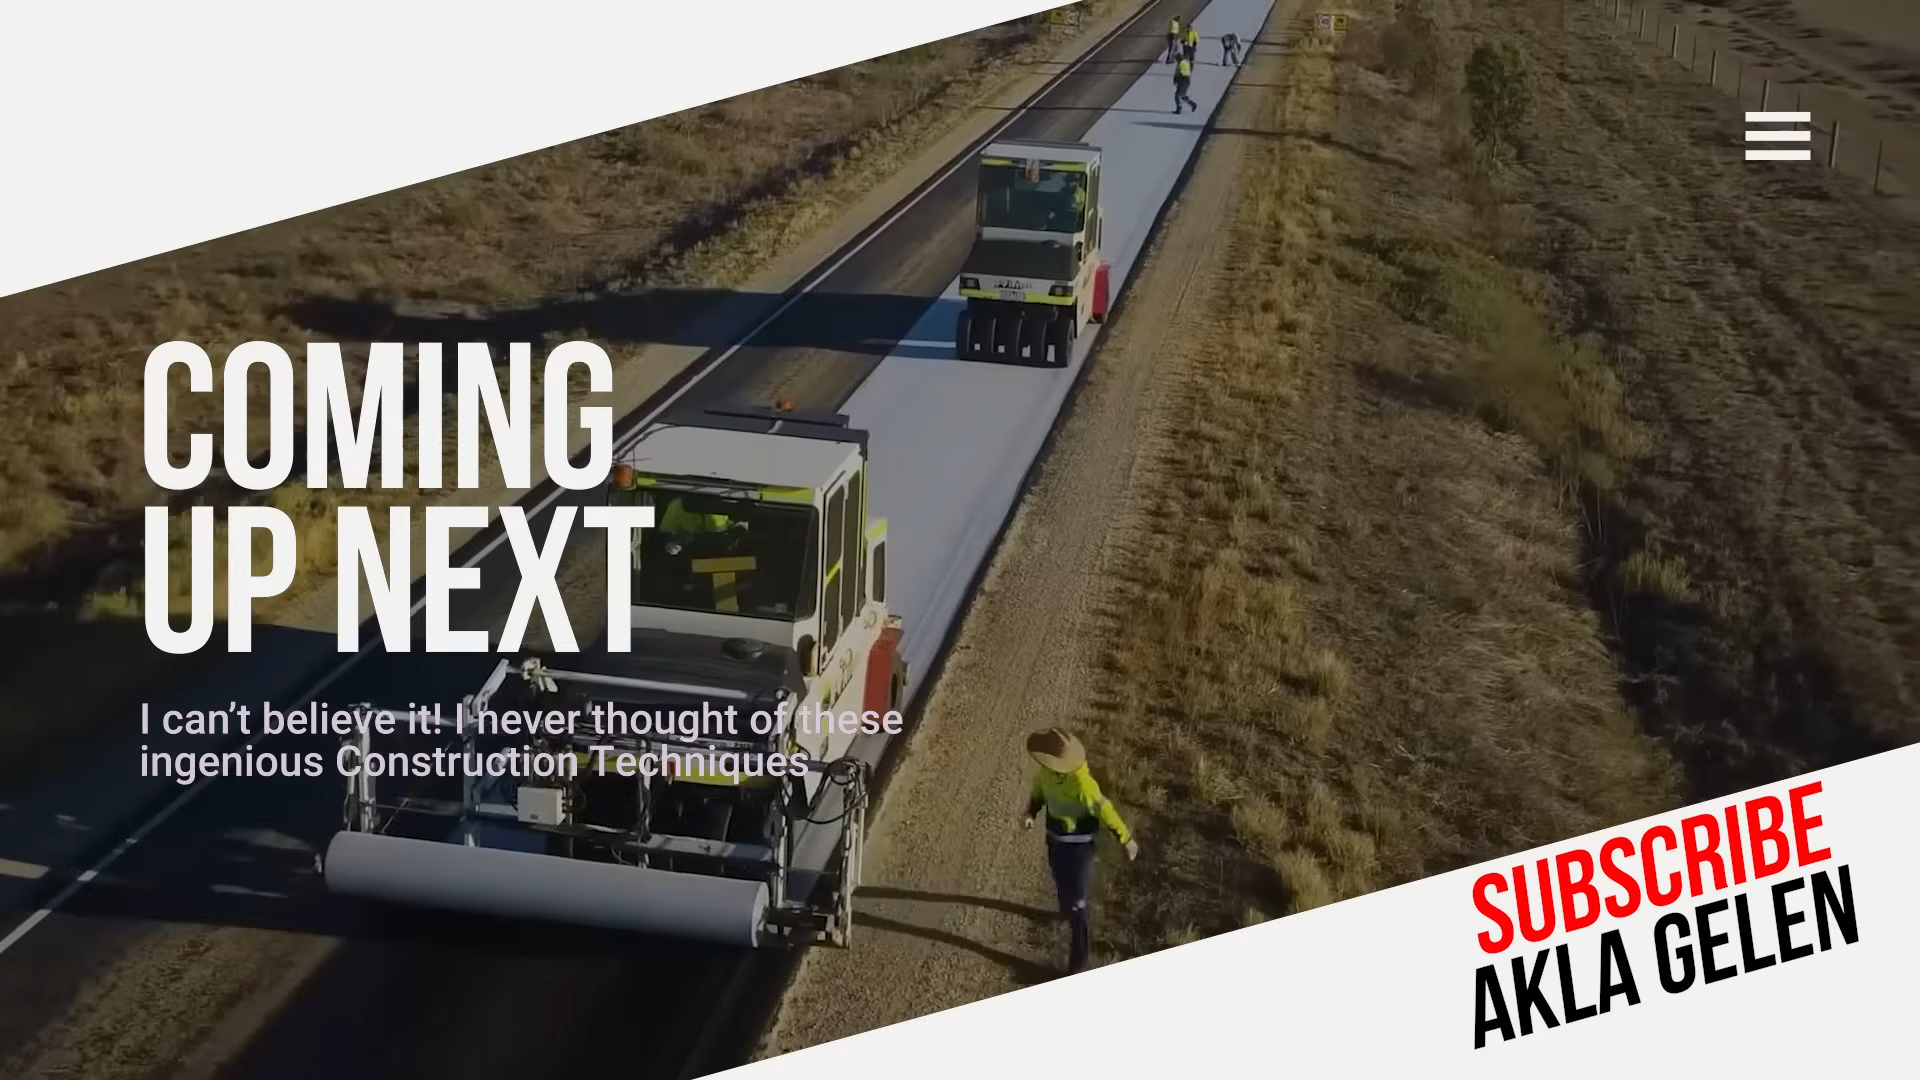 COMING
UP NEXT
I can’t believe it! I never thought of these
ingenious Construction Techniques
SUBSCRIBE
AKLA GELEN